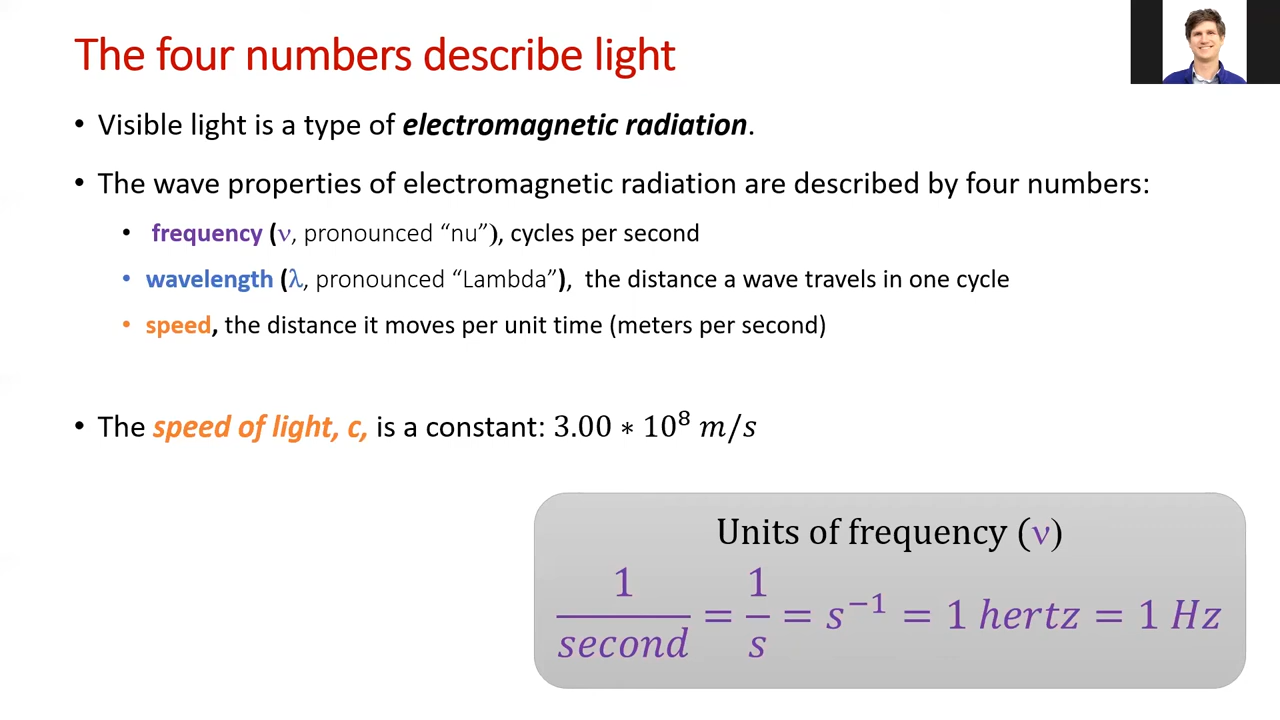 The four numbers describe light
• Visible light is a type of electromagnetic radiation.
• The wave properties of electromagnetic radiation are described by four numbers:
• frequency (ν, pronounced “nu”), cycles per second
• wavelength (λ, pronounced “Lambda”), the distance a wave travels in one cycle
• speed, the distance it moves per unit time (meters per second)
• The speed of light, c, is a constant: 3.00 ∗ 10⁸ m/s
Units of frequency (ν)
1/second = 1/s = s⁻¹ = 1 hertz = 1 Hz